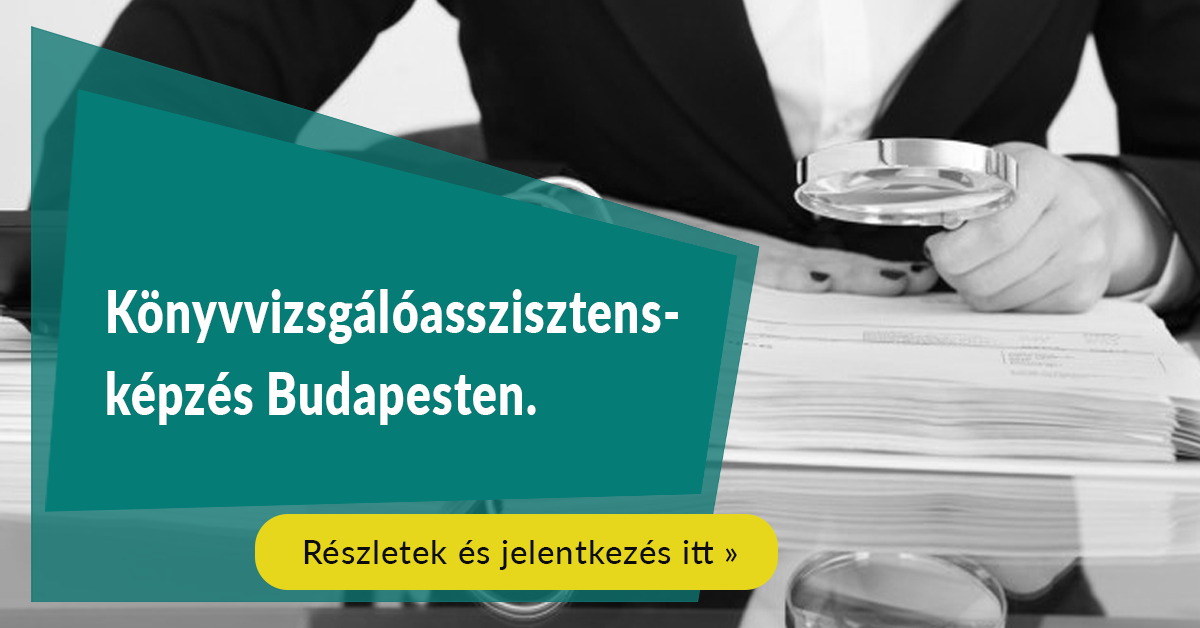 Könyvvizsgálóasszisztens-
képzés Budapesten.
Részletek és jelentkezés itt »